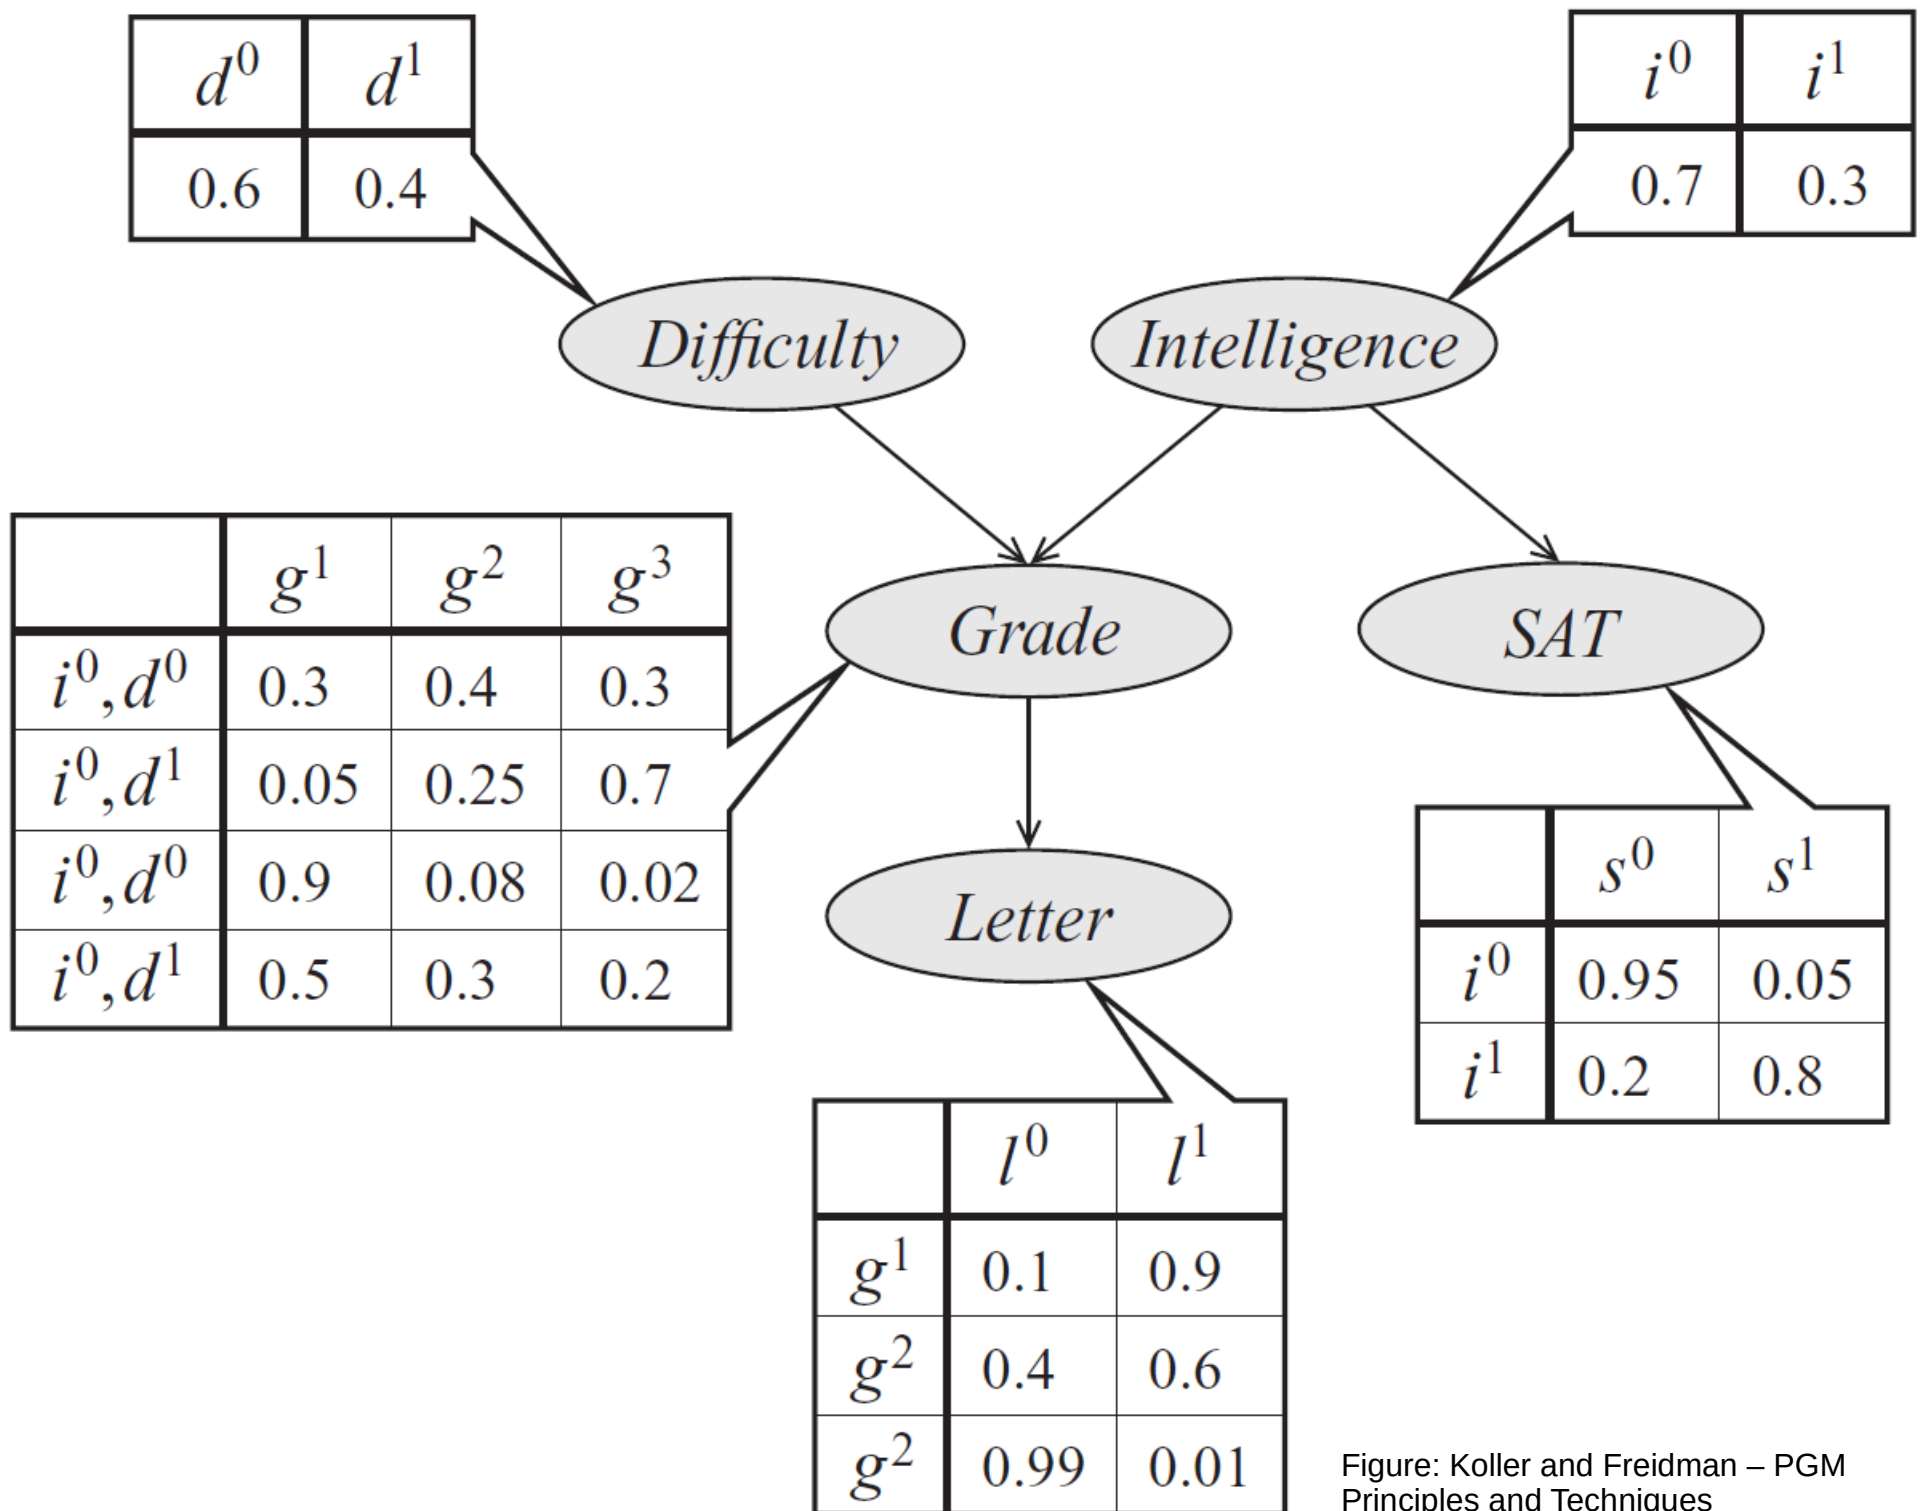 d⁰ d¹
0.6 0.4
i⁰ i¹
0.7 0.3
Difficulty
Intelligence
g¹ g² g³
i⁰,d⁰ 0.3 0.4 0.3
i⁰,d¹ 0.05 0.25 0.7
i⁰,d⁰ 0.9 0.08 0.02
i⁰,d¹ 0.5 0.3 0.2
Grade
SAT
Letter
s⁰ s¹
i⁰ 0.95 0.05
i¹ 0.2 0.8
l⁰ l¹
g¹ 0.1 0.9
g² 0.4 0.6
g² 0.99 0.01
Figure: Koller and Freidman – PGM
Principles and Techniques